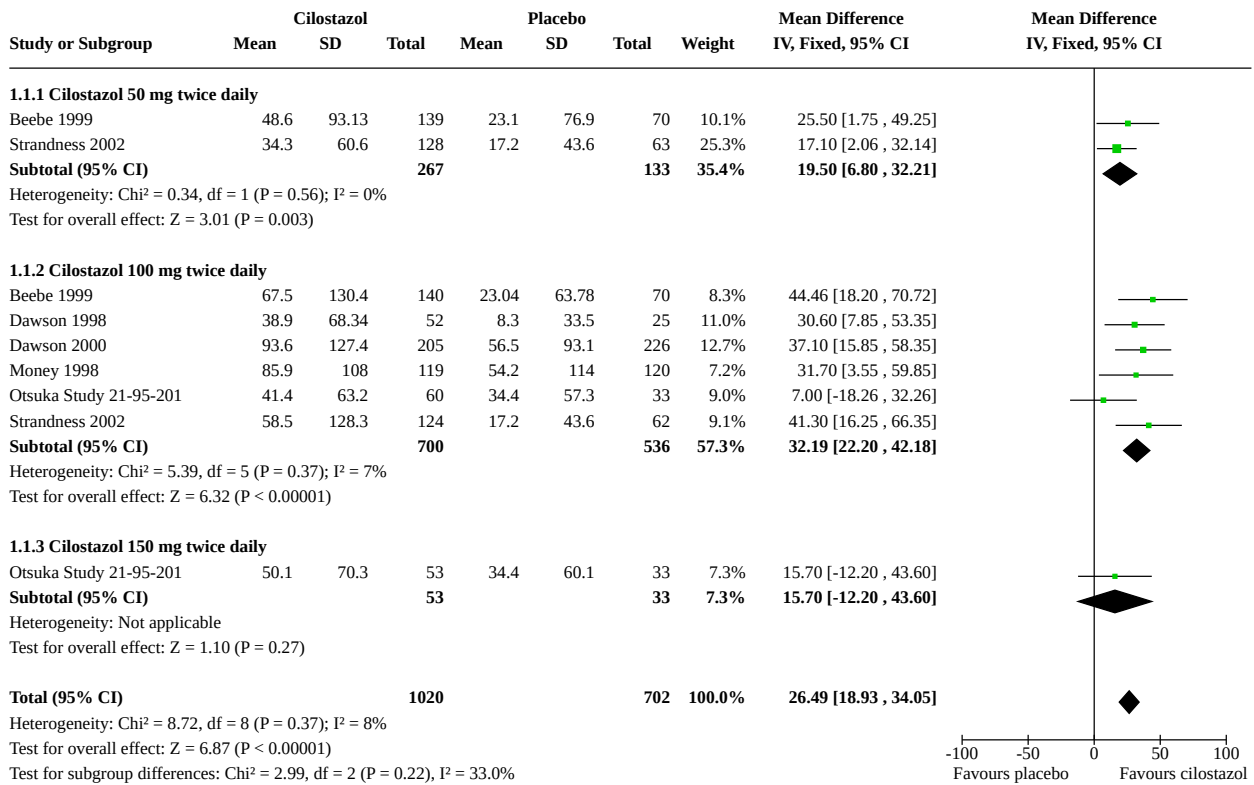 Cilostazol Placebo Mean Difference Mean Difference
Study or Subgroup Mean SD Total Mean SD Total Weight IV, Fixed, 95% CI IV, Fixed, 95% CI
1.1.1 Cilostazol 50 mg twice daily
Beebe 1999 48.6 93.13 139 23.1 76.9 70 10.1% 25.50 [1.75 , 49.25]
Strandness 2002 34.3 60.6 128 17.2 43.6 63 25.3% 17.10 [2.06 , 32.14]
Subtotal (95% CI) 267 133 35.4% 19.50 [6.80 , 32.21]
Heterogeneity: Chi² = 0.34, df = 1 (P = 0.56); I² = 0%
Test for overall effect: Z = 3.01 (P = 0.003)
1.1.2 Cilostazol 100 mg twice daily
Beebe 1999 67.5 130.4 140 23.04 63.78 70 8.3% 44.46 [18.20 , 70.72]
Dawson 1998 38.9 68.34 52 8.3 33.5 25 11.0% 30.60 [7.85 , 53.35]
Dawson 2000 93.6 127.4 205 56.5 93.1 226 12.7% 37.10 [15.85 , 58.35]
Money 1998 85.9 108 119 54.2 114 120 7.2% 31.70 [3.55 , 59.85]
Otsuka Study 21-95-201 41.4 63.2 60 34.4 57.3 33 9.0% 7.00 [-18.26 , 32.26]
Strandness 2002 58.5 128.3 124 17.2 43.6 62 9.1% 41.30 [16.25 , 66.35]
Subtotal (95% CI) 700 536 57.3% 32.19 [22.20 , 42.18]
Heterogeneity: Chi² = 5.39, df = 5 (P = 0.37); I² = 7%
Test for overall effect: Z = 6.32 (P < 0.00001)
1.1.3 Cilostazol 150 mg twice daily
Otsuka Study 21-95-201 50.1 70.3 53 34.4 60.1 33 7.3% 15.70 [-12.20 , 43.60]
Subtotal (95% CI) 53 33 7.3% 15.70 [-12.20 , 43.60]
Heterogeneity: Not applicable
Test for overall effect: Z = 1.10 (P = 0.27)
Total (95% CI) 1020 702 100.0% 26.49 [18.93 , 34.05]
Heterogeneity: Chi² = 8.72, df = 8 (P = 0.37); I² = 8%
Test for overall effect: Z = 6.87 (P < 0.00001)
-100 -50 0 50 100
Test for subgroup differences: Chi² = 2.99, df = 2 (P = 0.22), I² = 33.0%
Favours placebo Favours cilostazol